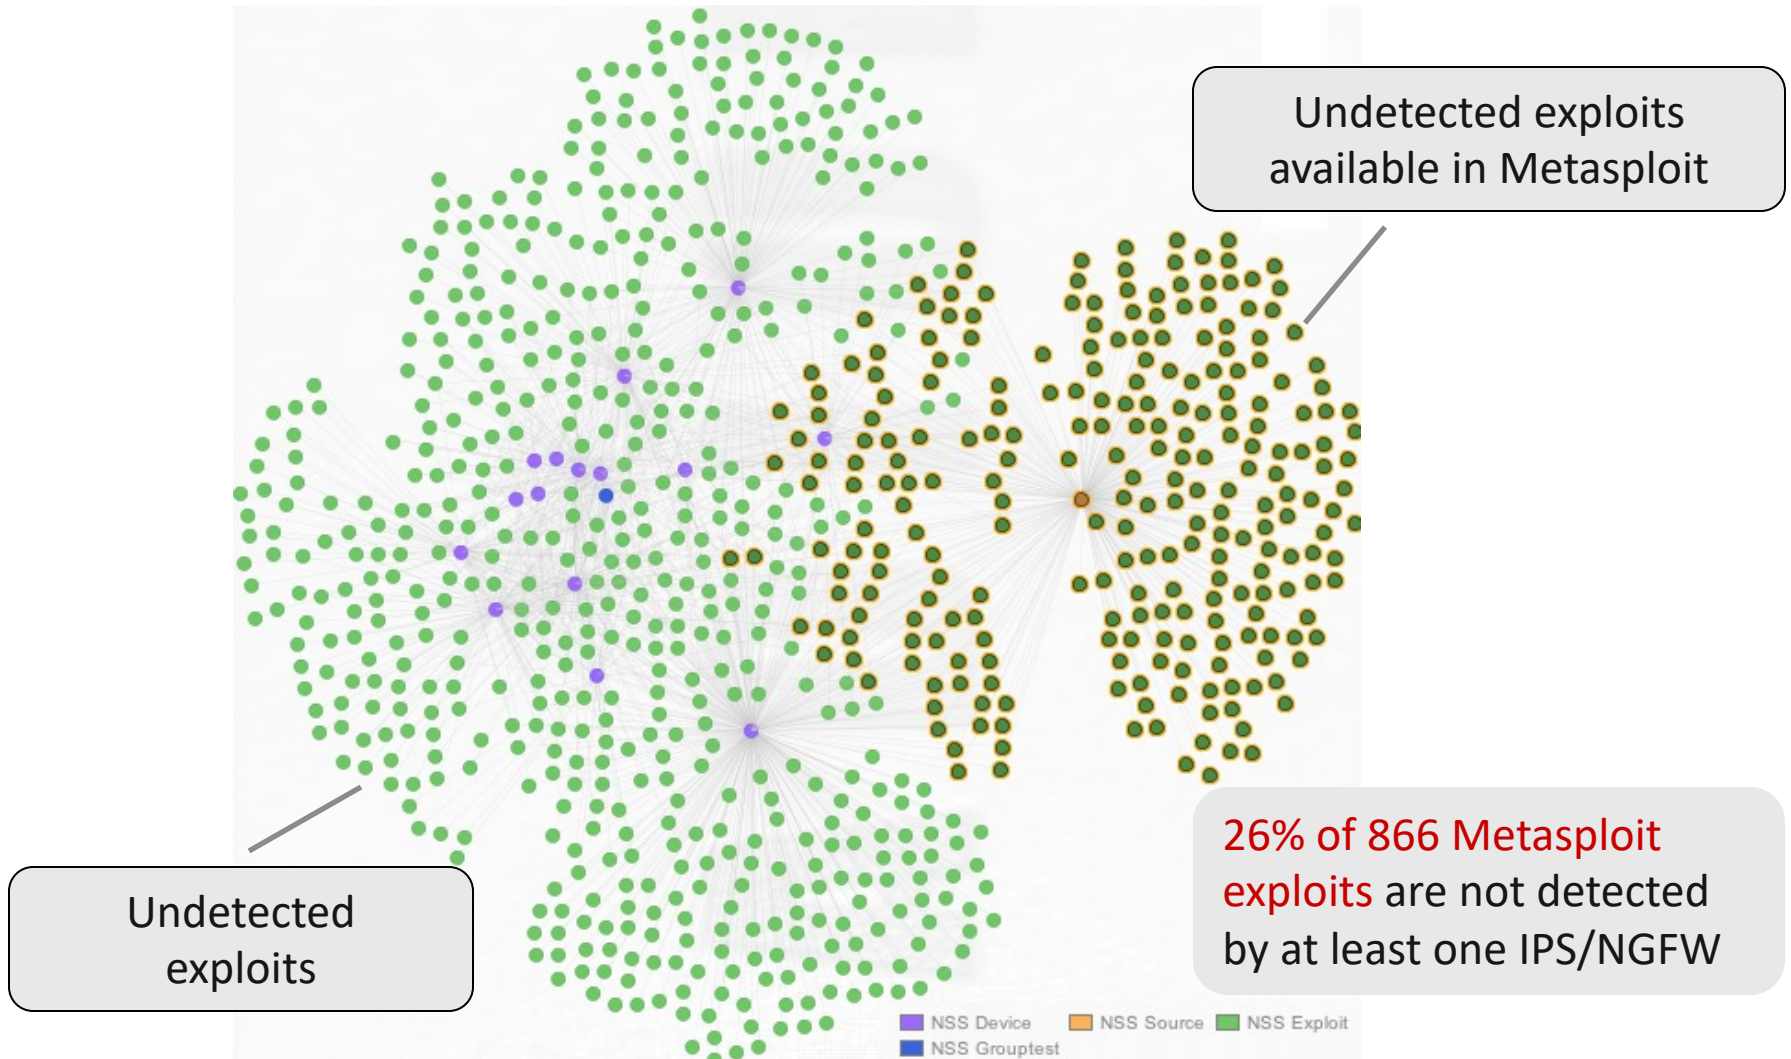 Undetected exploits
available in Metasploit
Undetected
exploits
26% of 866 Metasploit
exploits are not detected
by at least one IPS/NGFW
NSS Device
NSS Source
NSS Exploit
NSS Grouptest